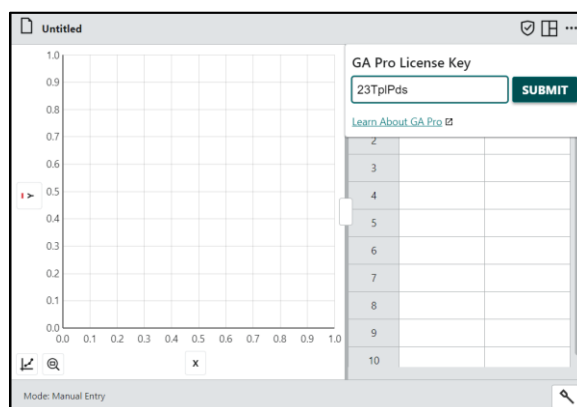 Untitled
GA Pro License Key
23TplPds
SUBMIT
Learn About GA Pro
1.0
0.9
0.8
0.7
0.6
0.5
0.4
0.3
0.2
0.1
0.0
Y
0.0 0.1 0.2 0.3 0.4 0.5 0.6 0.7 0.8 0.9 1.0
X
2
3
4
5
6
7
8
9
10
Mode: Manual Entry